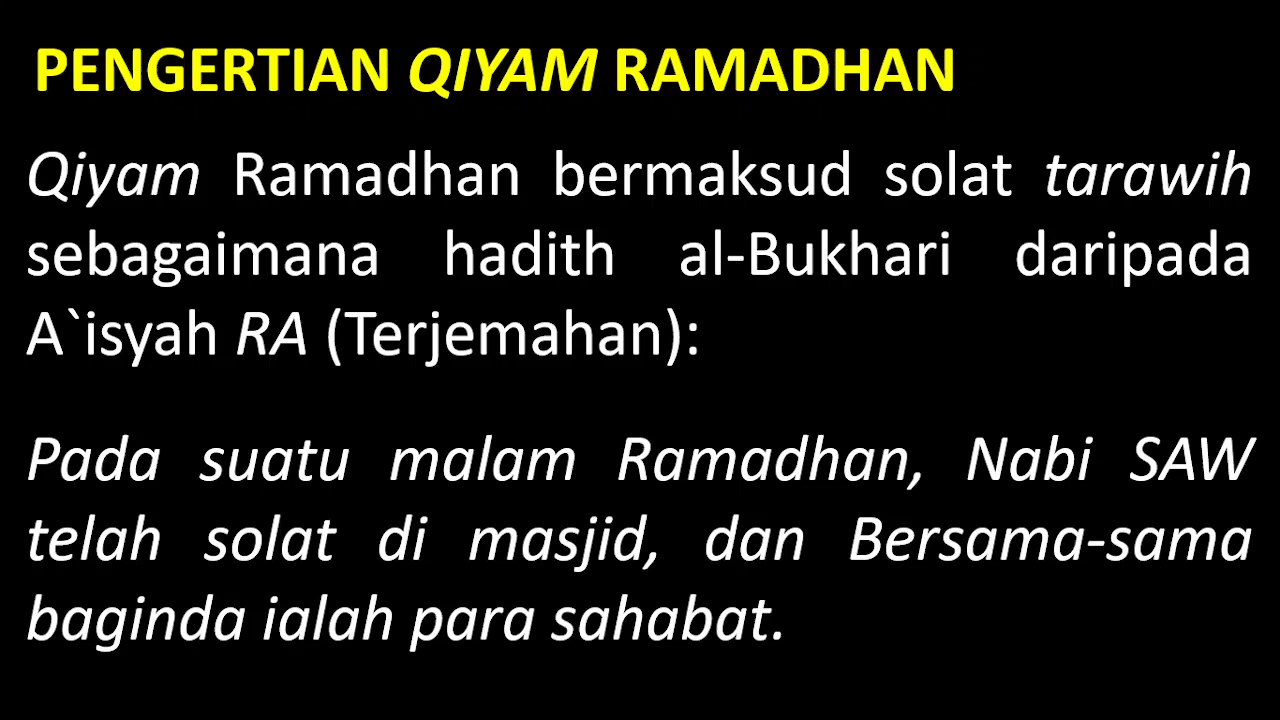 PENGERTIAN QIYAM RAMADHAN
Qiyam Ramadhan bermaksud solat tarawih
sebagaimana hadith al-Bukhari daripada
A`isyah RA (Terjemahan):
Pada suatu malam Ramadhan, Nabi SAW
telah solat di masjid, dan Bersama-sama
baginda ialah para sahabat.